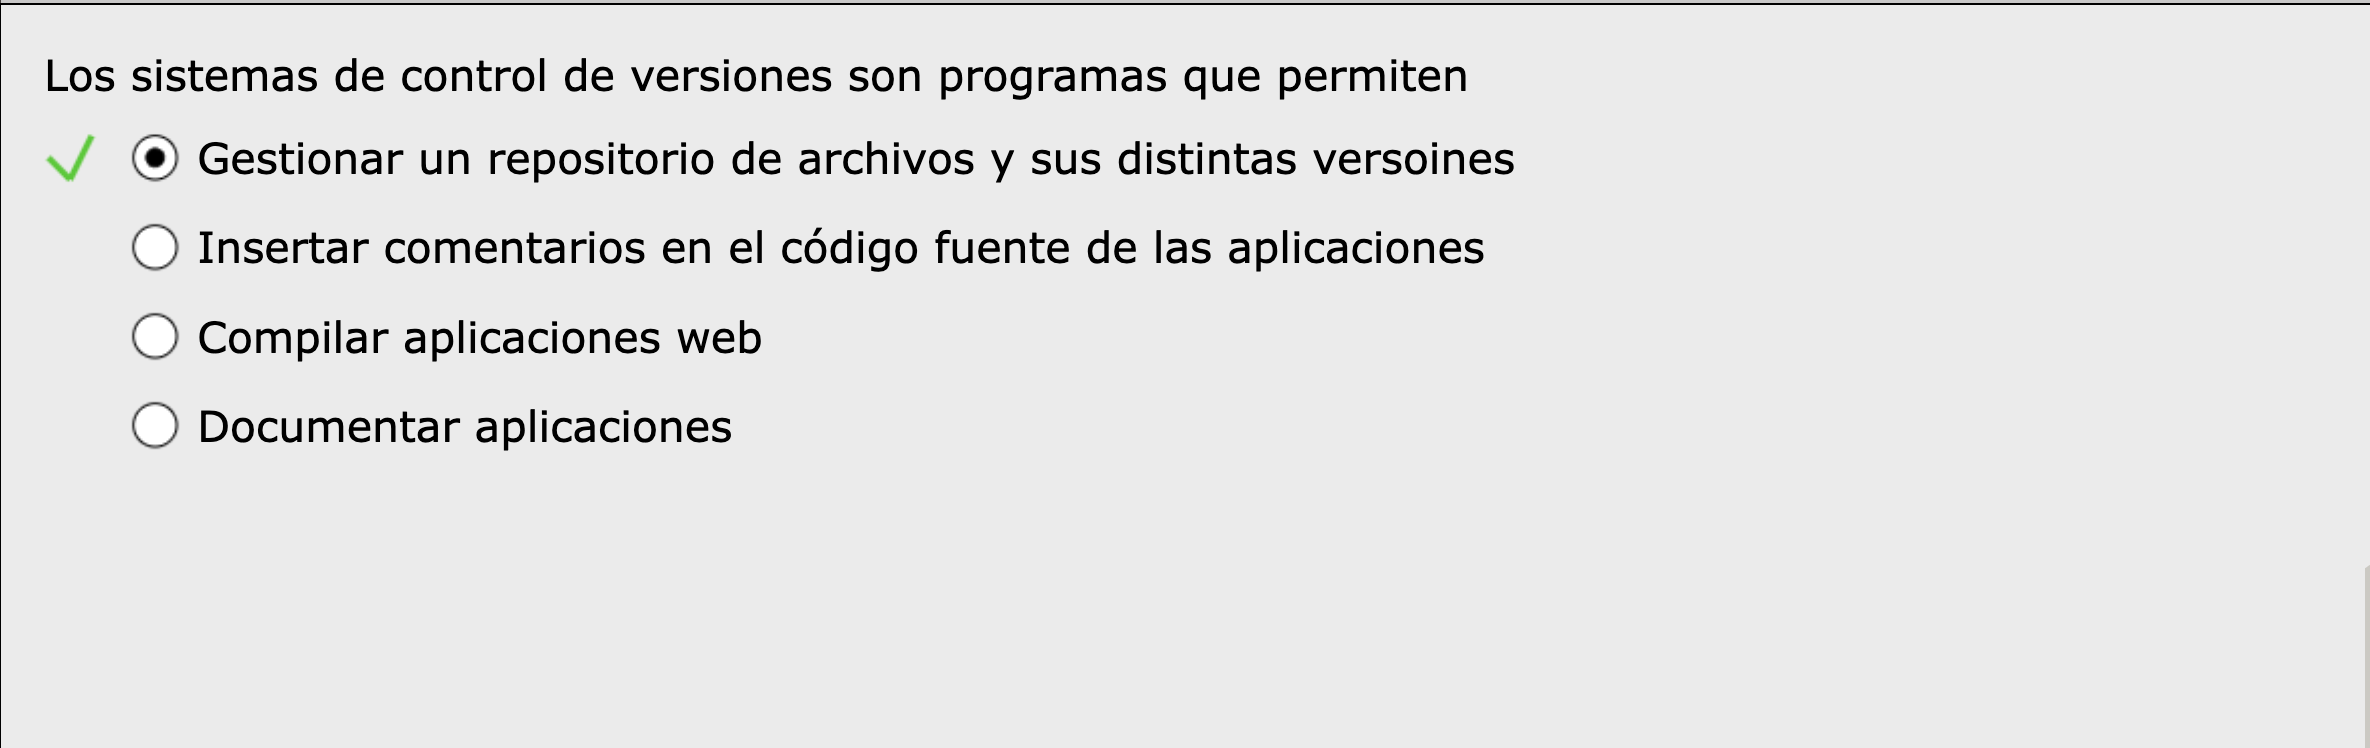 Los sistemas de control de versiones son programas que permiten
Gestionar un repositorio de archivos y sus distintas versoines
Insertar comentarios en el código fuente de las aplicaciones
Compilar aplicaciones web
Documentar aplicaciones